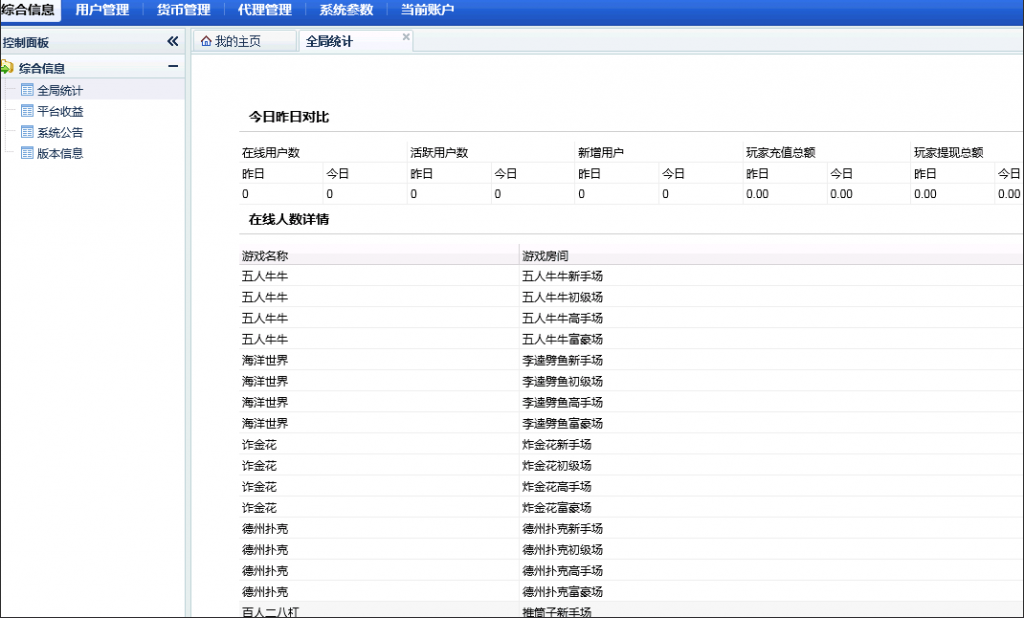 综合信息 用户管理 货币管理 代理管理 系统参数 当前账户
控制面板 我的主页 全局统计
综合信息
全局统计
平台收益
系统公告
版本信息
今日昨日对比
在线用户数 活跃用户数 新增用户 玩家充值总额 玩家提现总额
昨日 今日 昨日 今日 昨日 今日 昨日 今日 昨日 今日
0 0 0 0 0 0 0.00 0.00 0.00 0.00
在线人数详情
游戏名称 游戏房间
五人牛牛 五人牛牛新手场
五人牛牛 五人牛牛初级场
五人牛牛 五人牛牛高手场
五人牛牛 五人牛牛富豪场
海洋世界 李逵劈鱼新手场
海洋世界 李逵劈鱼初级场
海洋世界 李逵劈鱼高手场
海洋世界 李逵劈鱼富豪场
诈金花 炸金花新手场
诈金花 炸金花初级场
诈金花 炸金花高手场
诈金花 炸金花富豪场
德州扑克 德州扑克新手场
德州扑克 德州扑克初级场
德州扑克 德州扑克高手场
德州扑克 德州扑克富豪场
百人二八杠 推筒子新手场